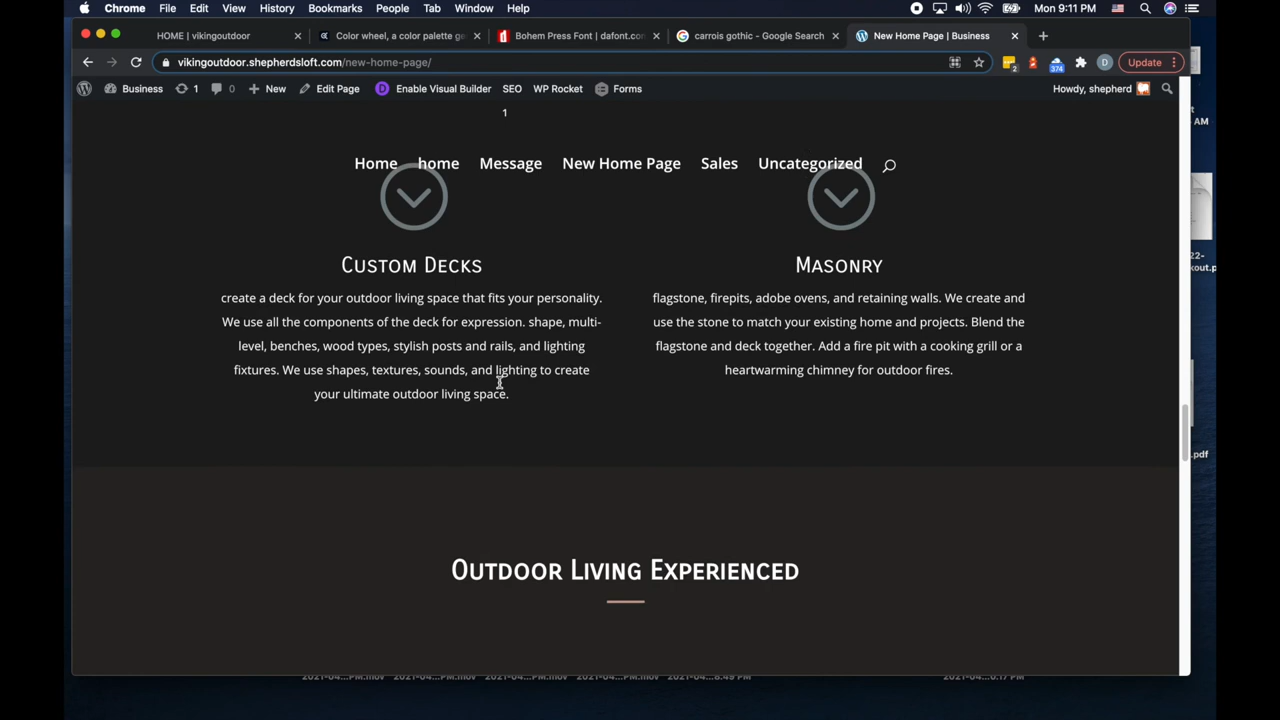 Chrome File Edit View History Bookmarks People Tab Window Help Mon 9:11 PM
HOME | vikingoutdoor Color wheel, a color palette ge Bohem Press Font | dafont.com carrois gothic - Google Search New Home Page | Business
vikingoutdoor.shepherdsloft.com/new-home-page/ 2 374 D Update
Business 1 0 New Edit Page D Enable Visual Builder SEO WP Rocket Forms Howdy, shepherd
1
AM
Home home Message New Home Page Sales Uncategorized
Custom Decks Masonry
22-
create a deck for your outdoor living space that fits your personality.
We use all the components of the deck for expression. shape, multi-
level, benches, wood types, stylish posts and rails, and lighting
fixtures. We use shapes, textures, sounds, and lighting to create
your ultimate outdoor living space.
flagstone, firepits, adobe ovens, and retaining walls. We create and
use the stone to match your existing home and projects. Blend the
flagstone and deck together. Add a fire pit with a cooking grill or a
heartwarming chimney for outdoor fires.
.pdf
Outdoor Living Experienced